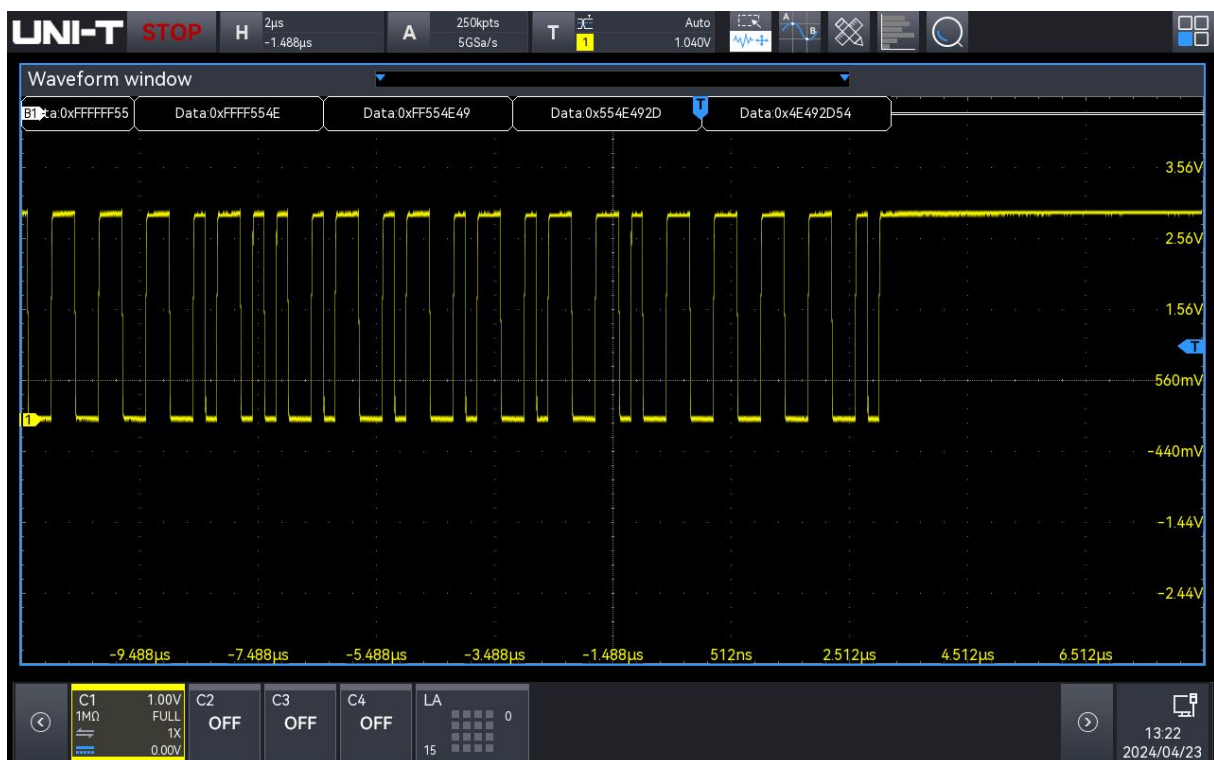 UNI-T STOP H 2µs A 250kpts T Auto
-1.488µs 5GSa/s 1 1.040V
A B
Waveform window
B1 ta:0xFFFFFF55 Data:0xFFFF554E Data:0xFF554E49 Data:0x554E492D T Data:0x4E492D54
3.56V
2.56V
1.56V
T
560mV
1
-440mV
-1.44V
-2.44V
-9.488µs -7.488µs -5.488µs -3.488µs -1.488µs 512ns 2.512µs 4.512µs 6.512µs
C1 1.00V C2 C3 C4 LA
1MΩ FULL OFF OFF OFF 0
1X
0.00V 15
13:22
2024/04/23